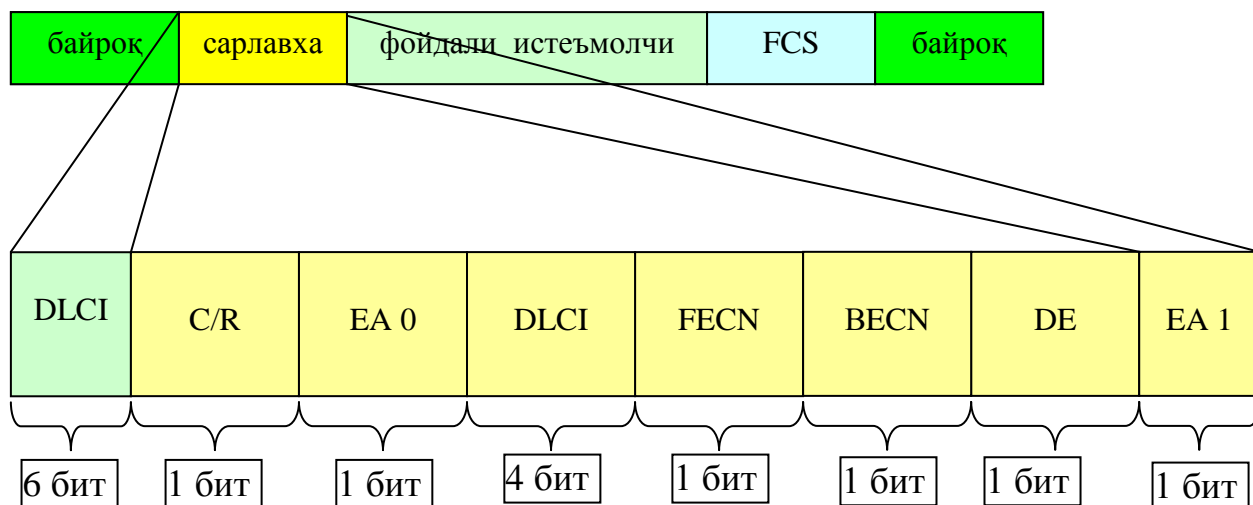 байроқ сарлавха фойдали истеъмолчи FCS байроқ
DLCI C/R EA 0 DLCI FECN BECN DE EA 1
6 бит 1 бит 1 бит 4 бит 1 бит 1 бит 1 бит 1 бит